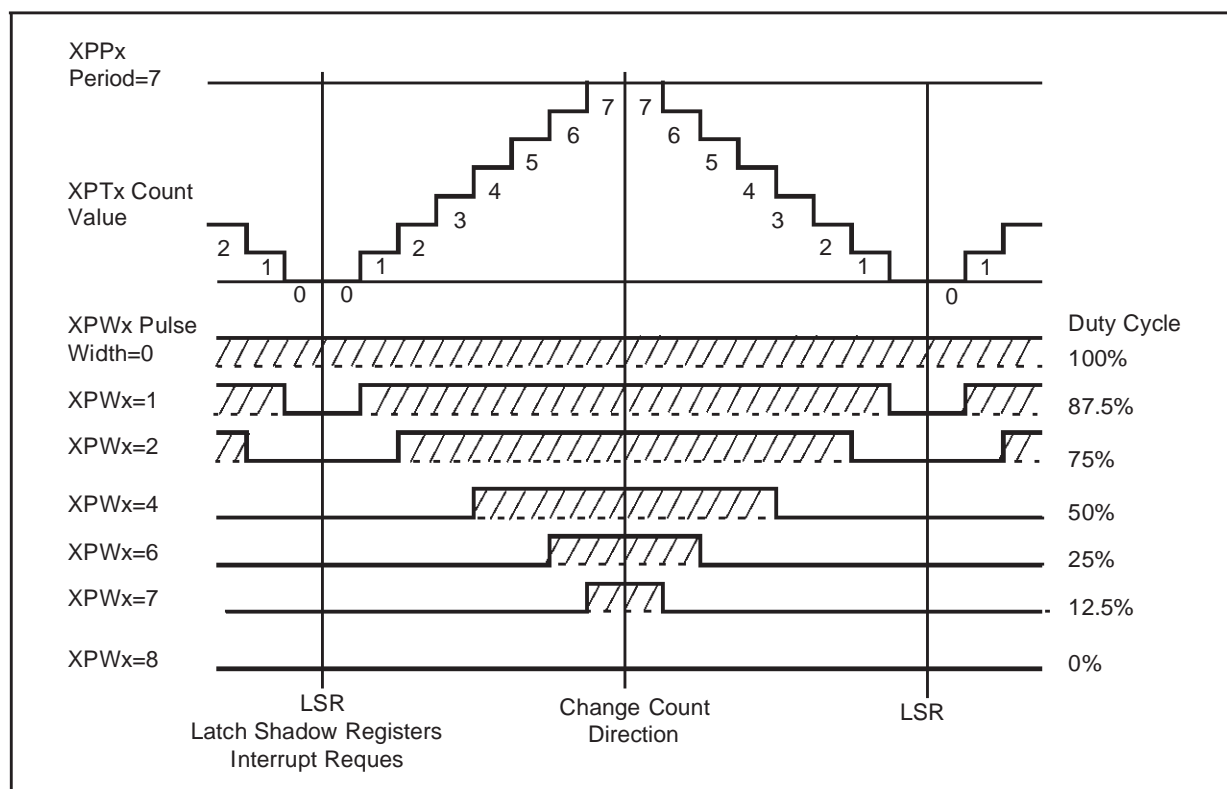 XPPx
Period=7
7 7
6 6
5 5
4 4
3 3
XPTx Count
Value
2 2 2
1 1 1 1
0 0 0
XPWx Pulse
Width=0
Duty Cycle
100%
XPWx=1
87.5%
XPWx=2
75%
XPWx=4
50%
XPWx=6
25%
XPWx=7
12.5%
XPWx=8
0%
LSR
Latch Shadow Registers
Interrupt Reques
Change Count
Direction
LSR